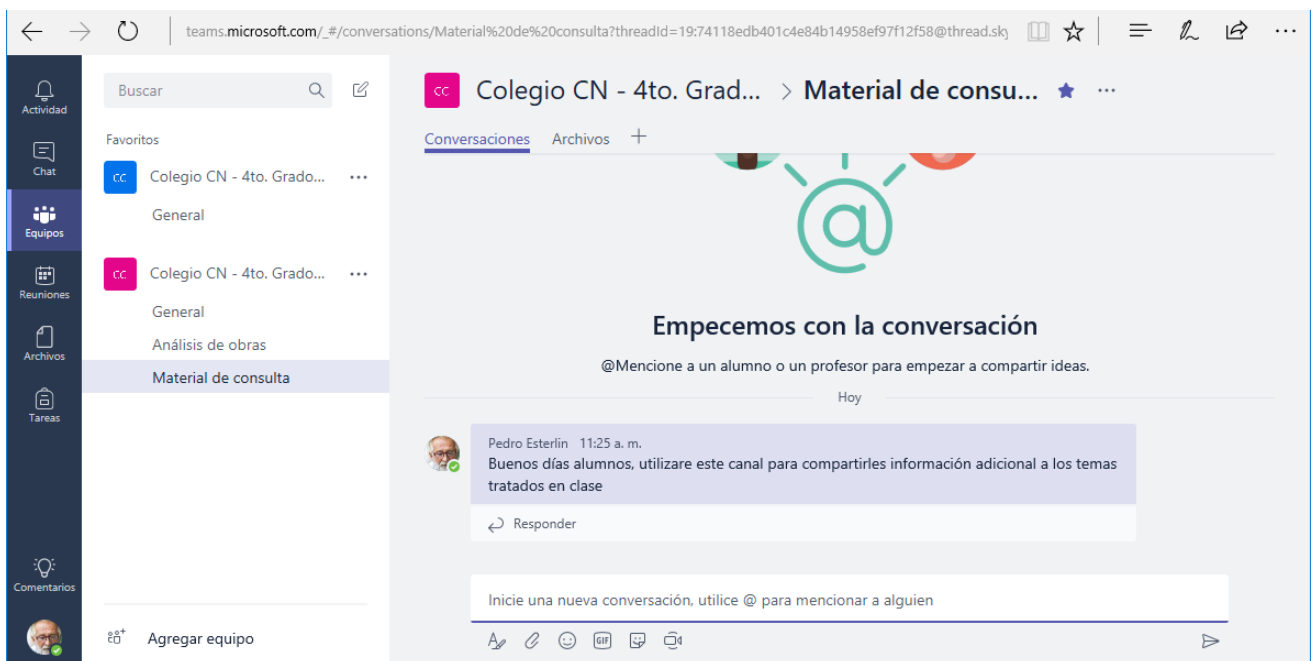 teams.microsoft.com/_#/conversations/Material%20de%20consulta?threadId=19:74118edb401c4e84b14958ef97f12f58@thread.sky
Actividad
Chat
Equipos
Reuniones
Archivos
Tareas
Comentarios
Buscar
Favoritos
CC Colegio CN - 4to. Grado... ...
General
CC Colegio CN - 4to. Grado... ...
General
Análisis de obras
Material de consulta
Agregar equipo
CC Colegio CN - 4to. Grad... > Material de consu... ...
Conversaciones Archivos +
@
Empecemos con la conversación
@Mencione a un alumno o un profesor para empezar a compartir ideas.
Hoy
Pedro Esterlin 11:25 a. m.
Buenos días alumnos, utilizare este canal para compartirles información adicional a los temas
tratados en clase
Responder
Inicie una nueva conversación, utilice @ para mencionar a alguien
GIF